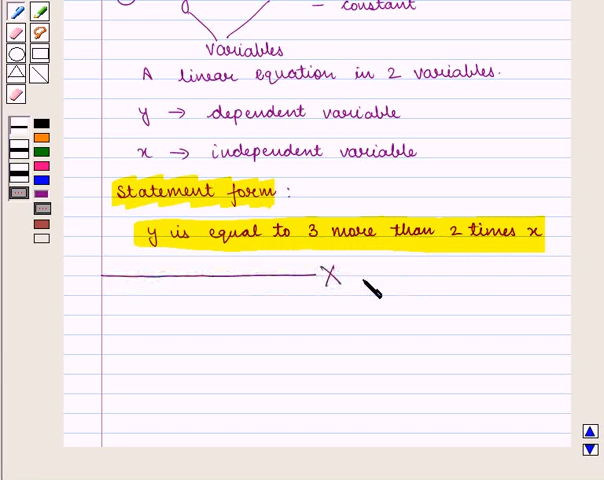 - constant
variables
A linear equation in 2 variables.
y → dependent variable
x → independent variable
Statement form :
y is equal to 3 more than 2 times x
X